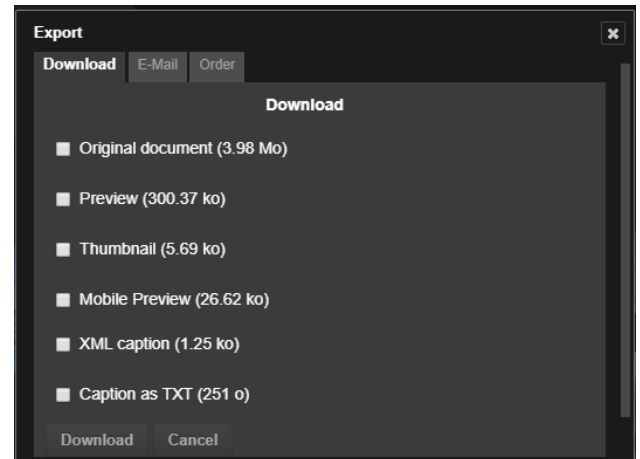 Export
Download E-Mail Order
Download
Original document (3.98 Mo)
Preview (300.37 ko)
Thumbnail (5.69 ko)
Mobile Preview (26.62 ko)
XML caption (1.25 ko)
Caption as TXT (251 o)
Download Cancel